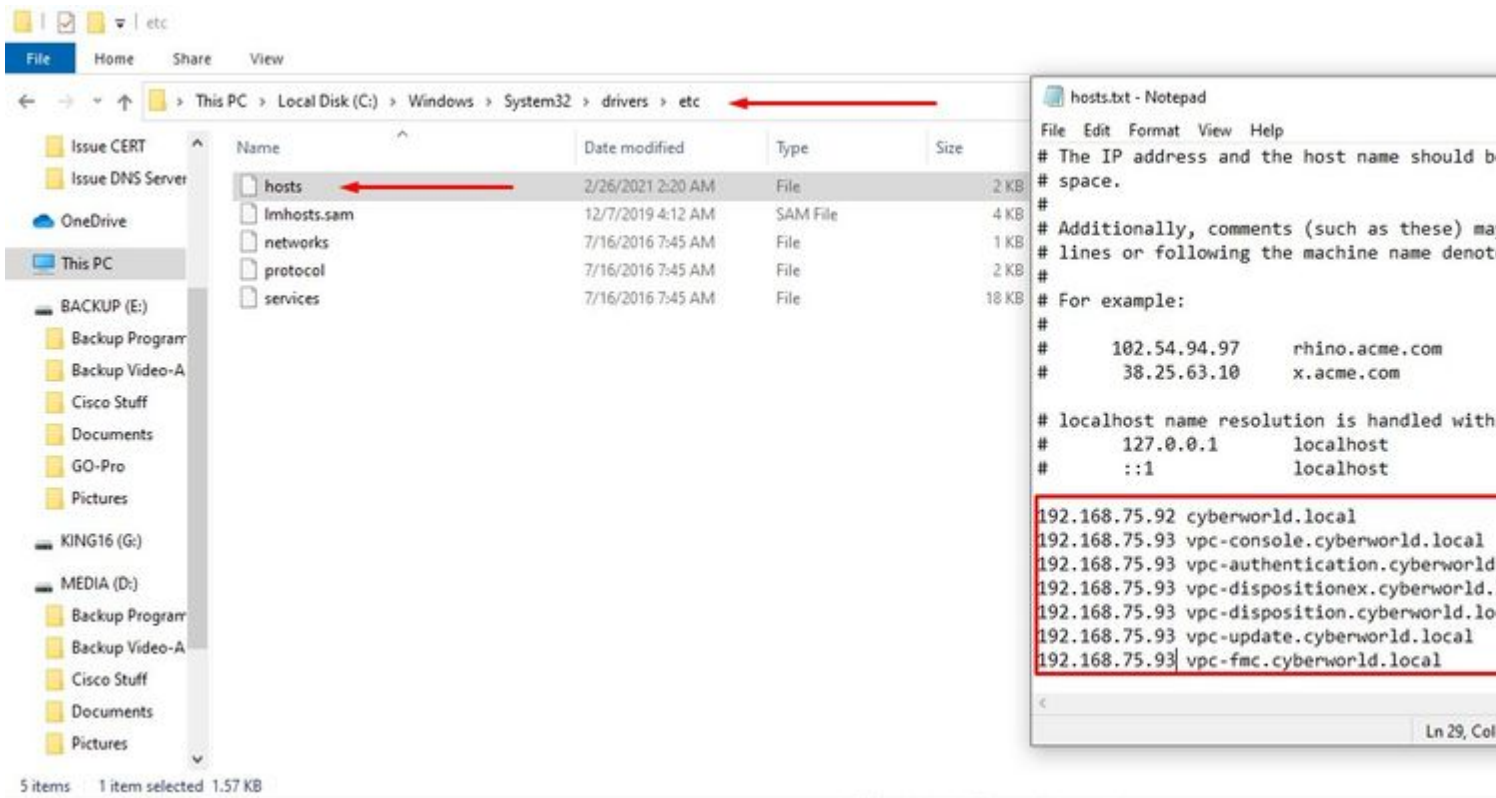 etc
File Home Share View
This PC > Local Disk (C:) > Windows > System32 > drivers > etc
Issue CERT
Issue DNS Server
OneDrive
This PC
BACKUP (E:)
Backup Program
Backup Video-A
Cisco Stuff
Documents
GO-Pro
Pictures
KING16 (G:)
MEDIA (D:)
Backup Program
Backup Video-A
Cisco Stuff
Documents
Pictures
Name Date modified Type Size
hosts 2/26/2021 2:20 AM File 2 KB
lmhosts.sam 12/7/2019 4:12 AM SAM File 4 KB
networks 7/16/2016 7:45 AM File 1 KB
protocol 7/16/2016 7:45 AM File 2 KB
services 7/16/2016 7:45 AM File 18 KB
5 items 1 item selected 1.57 KB
hosts.txt - Notepad
File Edit Format View Help
# The IP address and the host name should b
# space.
#
# Additionally, comments (such as these) ma
# lines or following the machine name denot
#
# For example:
#
# 102.54.94.97 rhino.acme.com
# 38.25.63.10 x.acme.com
# localhost name resolution is handled with
# 127.0.0.1 localhost
# ::1 localhost
192.168.75.92 cyberworld.local
192.168.75.93 vpc-console.cyberworld.local
192.168.75.93 vpc-authentication.cyberworld
192.168.75.93 vpc-dispositionex.cyberworld.
192.168.75.93 vpc-disposition.cyberworld.lo
192.168.75.93 vpc-update.cyberworld.local
192.168.75.93 vpc-fmc.cyberworld.local
Ln 29, Col